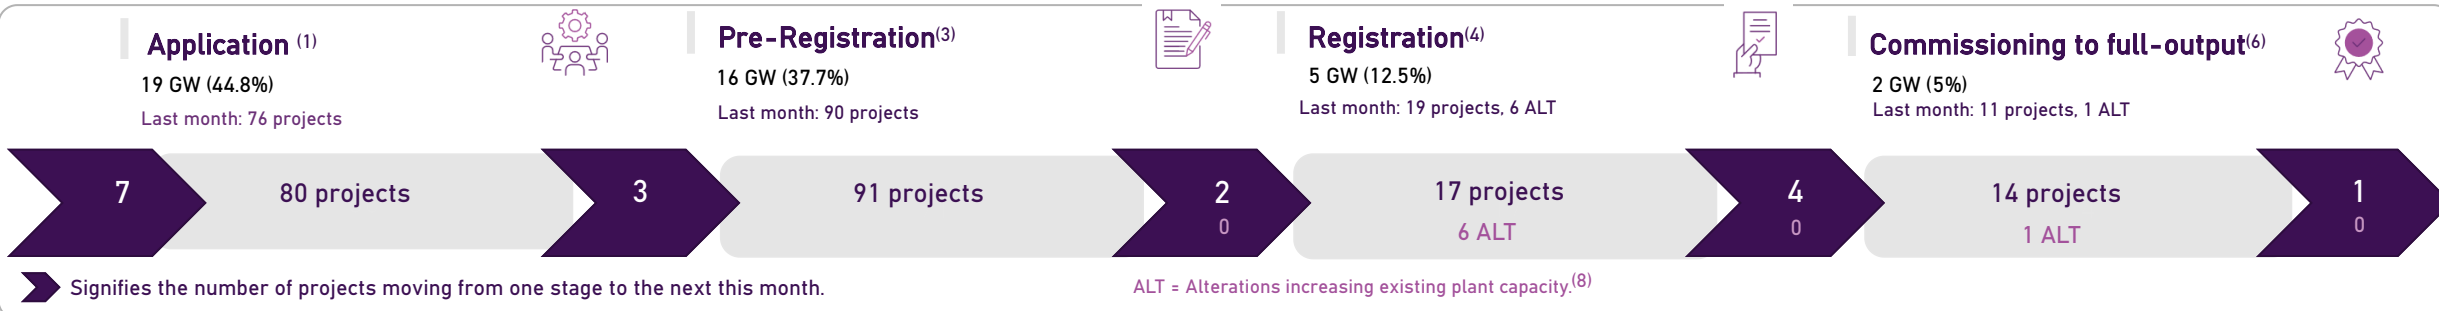 Application (1)
19 GW (44.8%)
Last month: 76 projects
Pre-Registration(3)
16 GW (37.7%)
Last month: 90 projects
Registration(4)
5 GW (12.5%)
Last month: 19 projects, 6 ALT
Commissioning to full-output(6)
2 GW (5%)
Last month: 11 projects, 1 ALT
7
80 projects
3
91 projects
2
0
17 projects
6 ALT
4
0
14 projects
1 ALT
1
0
Signifies the number of projects moving from one stage to the next this month.
ALT = Alterations increasing existing plant capacity.(8)